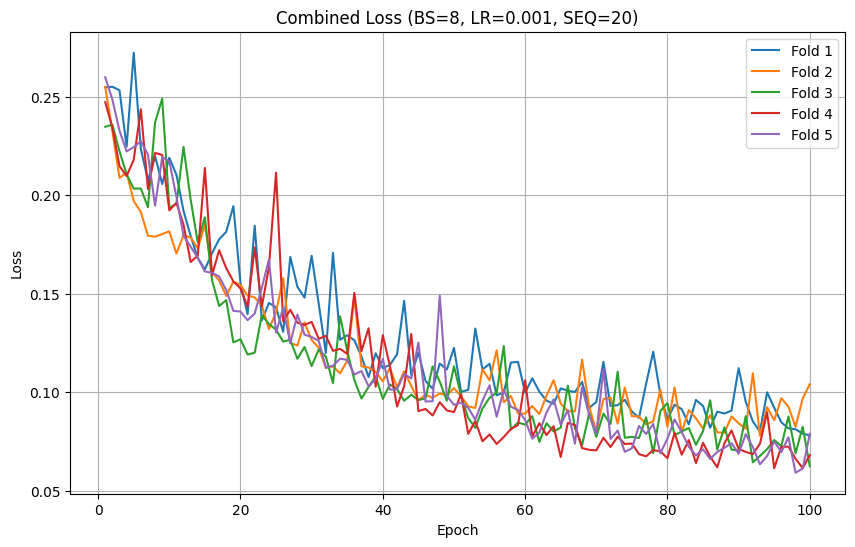 Combined Loss (BS=8, LR=0.001, SEQ=20)
Loss
0.25
0.20
0.15
0.10
0.05
Fold 1
Fold 2
Fold 3
Fold 4
Fold 5
0 20 40 60 80 100
Epoch